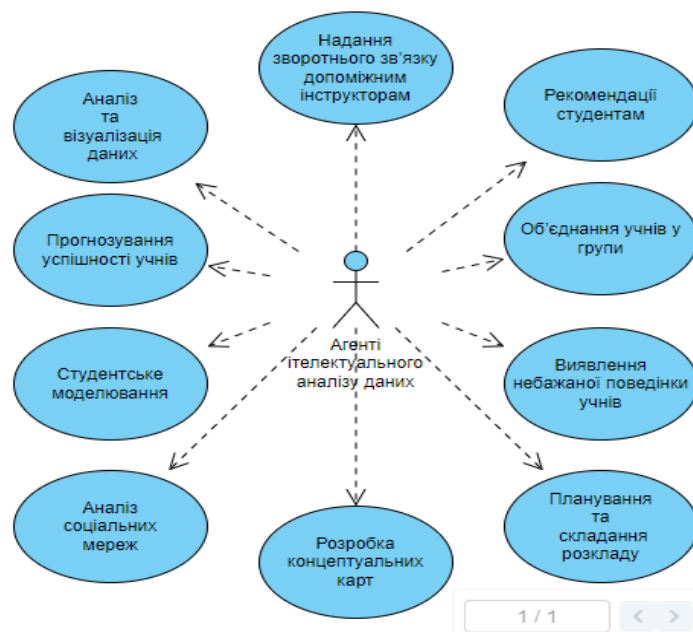 Надання
зворотнього зв'язку
допоміжним
інструкторам
Аналіз
та
візуалізація
даних
Рекомендації
студентам
Прогнозування
успішності учнів
Об'єднання учнів у
групи
Агенті
ітелектуального
аналізу даних
Студентське
моделювання
Виявлення
небажаної поведінки
учнів
Аналіз
соціальних
мереж
Розробка
концептуальних
карт
Планування
та
складання
розкладу
1 / 1